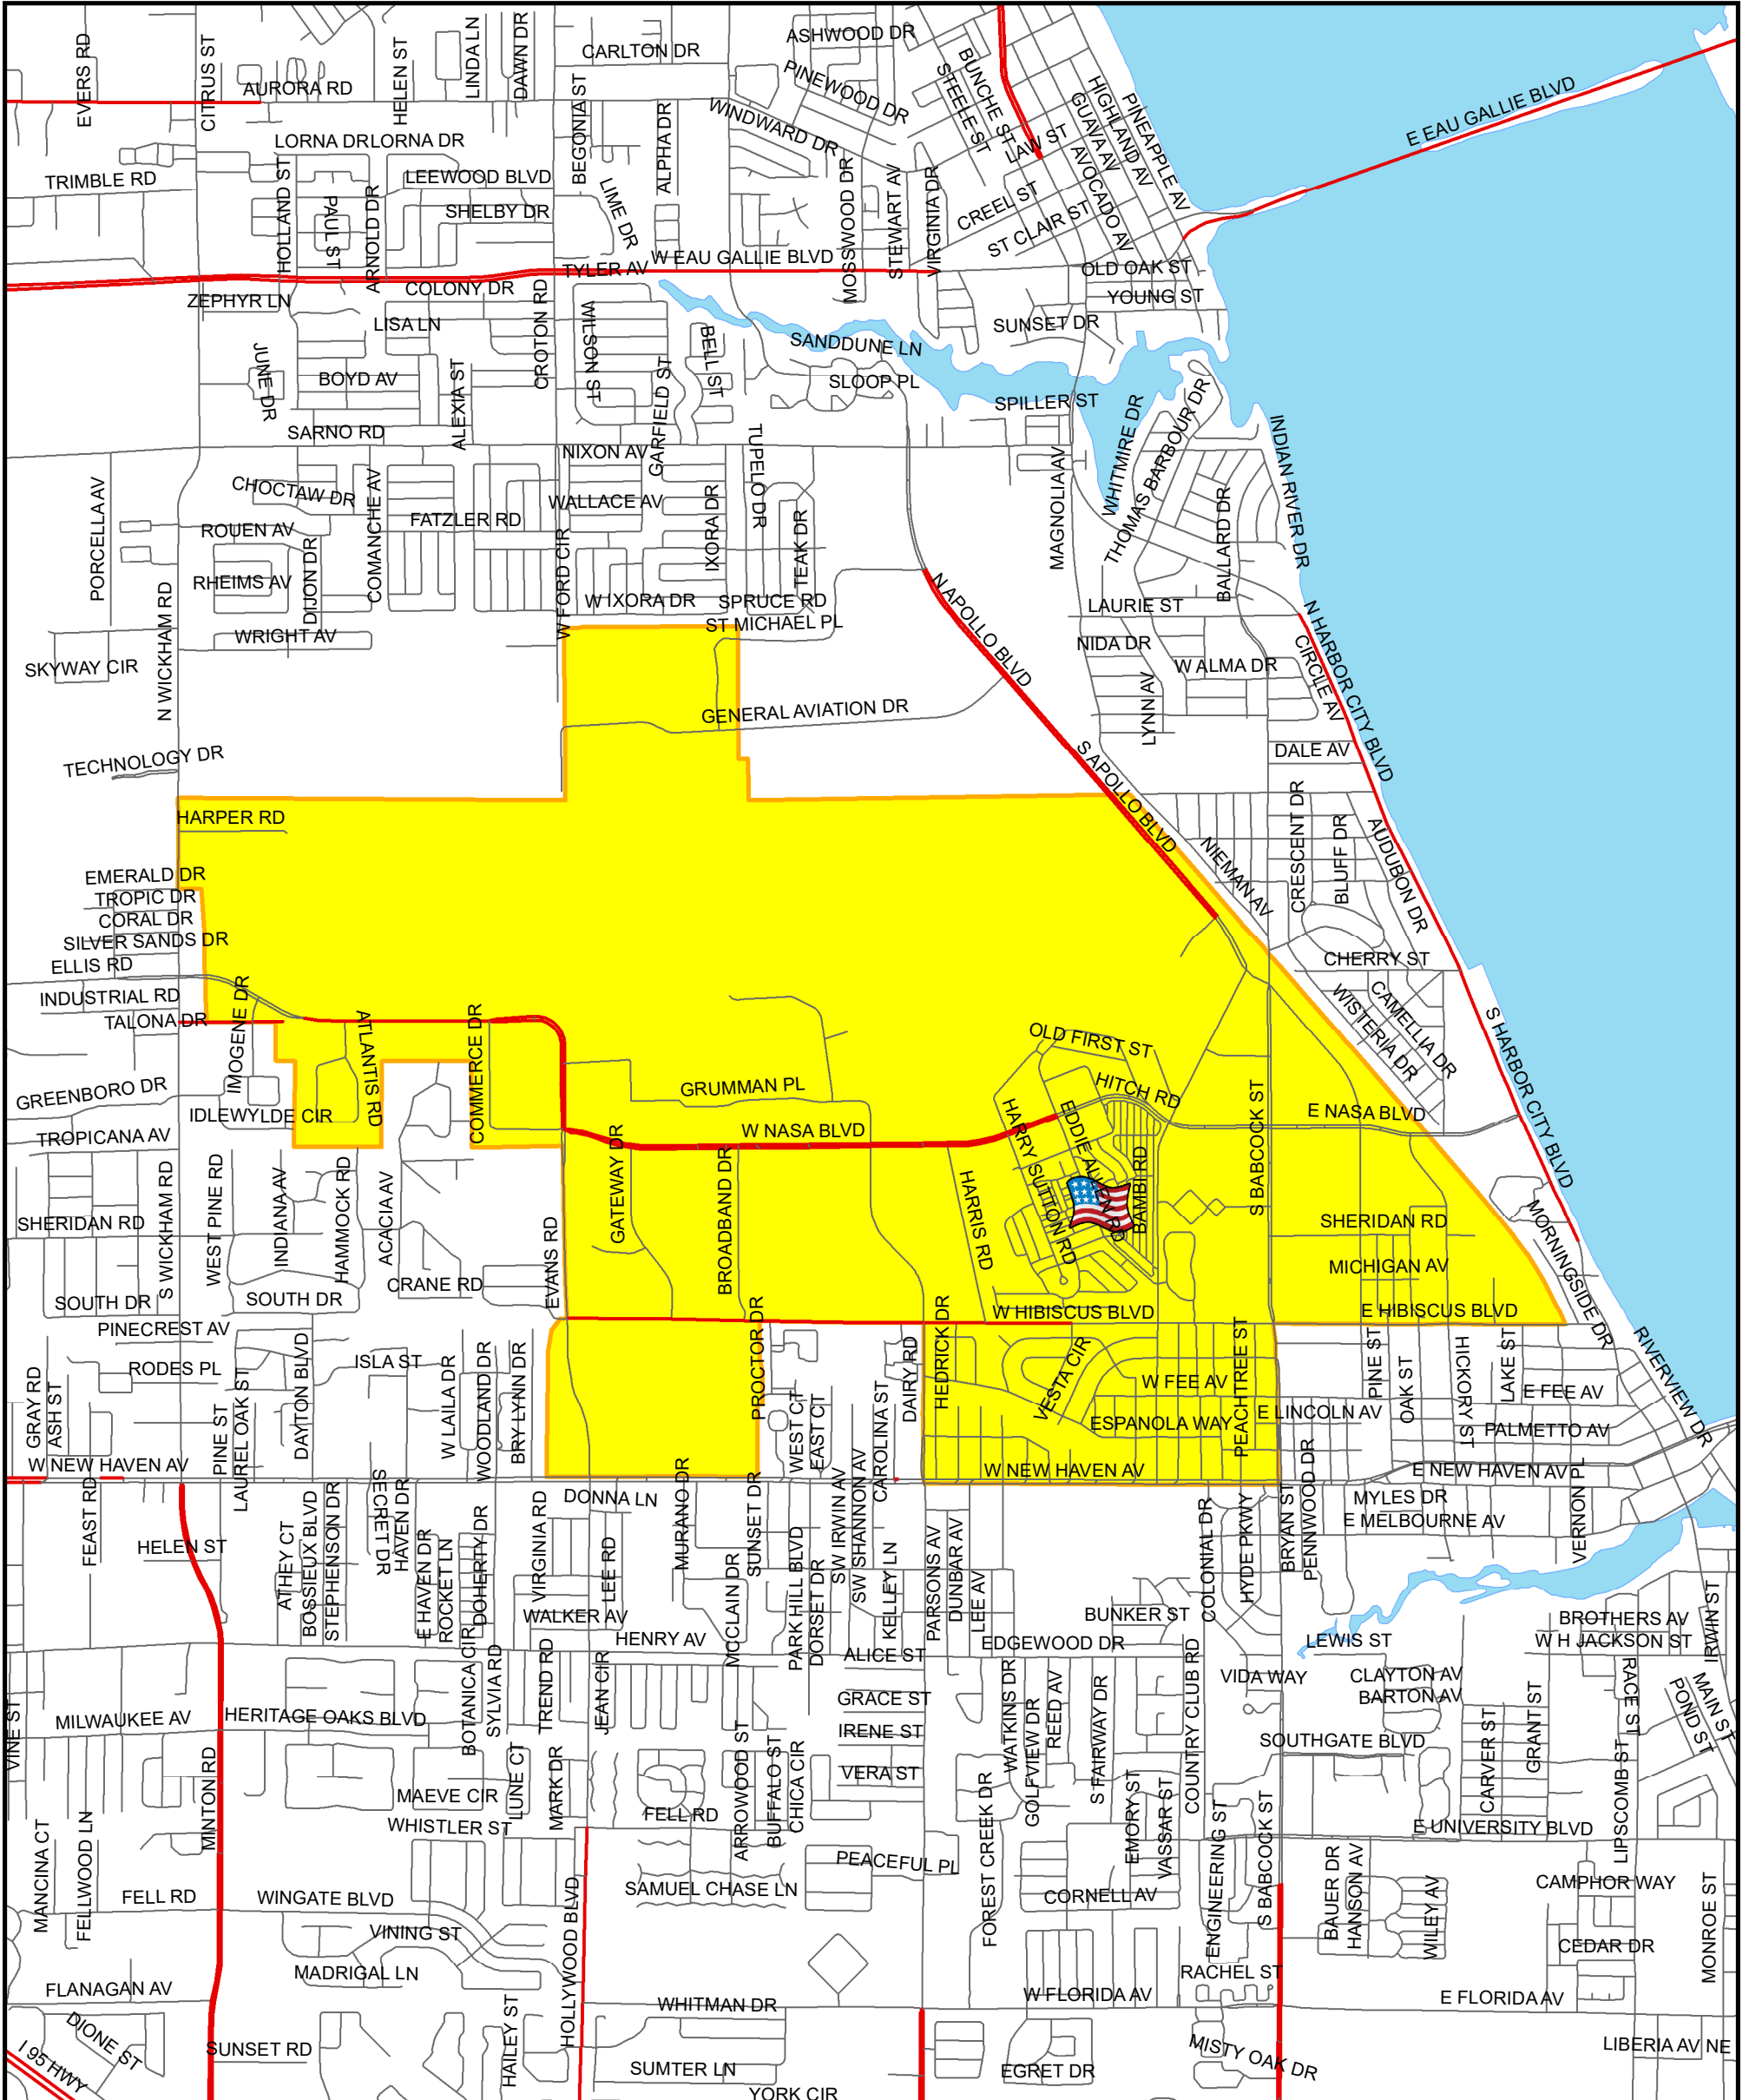 EVERS RD
CITRUS ST
AURORA RD
HELEN ST
LINDA LN
DAWN DR
CARLTON DR
ASHWOOD DR
BEGONIA ST
ALPHA DR
PINEWOOD DR
WINDWARD DR
BUNCHE ST
STEELE ST
LAW ST
HIGHLAND AV
GUAVA AV
PINEAPPLE AV
AVOCADO AV
E EAU GALLIE BLVD
LORNA DR
LORNA DR
TRIMBLE RD
HOLLAND ST
PAUL ST
ARNOLD DR
LEEWOOD BLVD
SHELBY DR
LIME DR
MOSSWOOD DR
STEWART AV
VIRGINIA DR
CREEL ST
ST CLAIR ST
W EAU GALLIE BLVD
TYLER AV
OLD OAK ST
YOUNG ST
ZEPHYR LN
COLONY DR
LISA LN
CROTON RD
WILSON ST
BELL ST
SANDDUNE LN
SUNSET DR
JUNE DR
BOYD AV
ALEXIA ST
GARFIELD ST
SLOOP PL
SPILLER ST
WHITMIRE DR
THOMAS BARBOUR DR
INDIAN RIVER DR
SARNO RD
NIXON AV
TUPELO DR
MAGNOLIA AV
PORCELLA AV
CHOCTAW DR
COMANCHE AV
WALLACE AV
IXORA DR
BALLARD DR
ROUEN AV
FATZLER RD
TEAK DR
RHEIMS AV
DIJON DR
W FORD CIR
W IXORA DR
SPRUCE RD
N APOLLO BLVD
LAURIE ST
N HARBOR CITY BLVD
N WICKHAM RD
WRIGHT AV
ST MICHAEL PL
NIDA DR
W ALMA DR
CIRCLE AV
SKYWAY CIR
LYNN AV
GENERAL AVIATION DR
TECHNOLOGY DR
S APOLLO BLVD
DALE AV
HARPER RD
CRESCENT DR
BLUFF DR
AUDUBON DR
NIEMAN AV
EMERALD DR
TROPIC DR
CORAL DR
SILVER SANDS DR
ELLIS RD
INDUSTRIAL RD
TALONA DR
CHERRY ST
WISTERIA DR
CAMELLIA DR
S HARBOR CITY BLVD
IMOGENE DR
ATLANTIS RD
COMMERCE DR
OLD FIRST ST
GREENBORO DR
IDLEWYLDE CIR
GRUMMAN PL
HITCH RD
S BABCOCK ST
E NASA BLVD
TROPICANA AV
W NASA BLVD
HARRY SUTTON RD
EDDIE ALLEN RD
BAMBI RD
SHERIDAN RD
S WICKHAM RD
WEST PINE RD
INDIANA AV
HAMMOCK RD
ACACIA AV
GATEWAY DR
BROADBAND DR
HARRIS RD
SHERIDAN RD
MORNINGSIDE DR
CRANE RD
EVANS RD
MICHIGAN AV
SOUTH DR
SOUTH DR
W HIBISCUS BLVD
E HIBISCUS BLVD
PINECREST AV
RODES PL
ISLA ST
PROCTOR DR
DAIRY RD
HEDRICK DR
VESTA CIR
PEACHTREE ST
PINE ST
OAK ST
HICKORY ST
LAKE ST
RIVERVIEW DR
GRAY RD
ASH ST
PINE ST
LAUREL OAK ST
DAYTON BLVD
W LAILA DR
WOODLAND DR
BRY LYNN DR
WEST CT
EAST CT
CAROLINA ST
W FEE AV
E FEE AV
ESPANOLA WAY
E LINCOLN AV
PALMETTO AV
W NEW HAVEN AV
W NEW HAVEN AV
E NEW HAVEN AV
FEAST RD
HELEN ST
ATHEY CT
BOSSIEUX BLVD
STEPHENSON DR
SECRET DR
HAVEN DR
E HAVEN DR
ROCKET LN
DOHERTY DR
VIRGINIA RD
DONNA LN
LEE RD
MURANO DR
SUNSET DR
MCCLAIN DR
PARK HILL BLVD
DORSET DR
SW IRWIN AV
SW SHANNON AV
KELLEY LN
PARSONS AV
DUNBAR AV
LEE AV
COLONIAL DR
HYDE PKWY
BRYAN ST
PENNWOOD DR
MYLES DR
E MELBOURNE AV
VERNON PL
WALKER AV
HENRY AV
ALICE ST
EDGEWOOD DR
BUNKER ST
LEWIS ST
BROTHERS AV
W H JACKSON ST
IRWIN ST
VINE ST
MILWAUKEE AV
HERITAGE OAKS BLVD
BOTANICA CIR
SYLVIA RD
TREND RD
JEAN CIR
GRACE ST
IRENE ST
WATKINS DR
GOLFVIEW DR
REED AV
S FAIRWAY DR
COUNTRY CLUB RD
VIDA WAY
CLAYTON AV
BARTON AV
RACE ST
POND ST
MAIN ST
SOUTHGATE BLVD
CARVER ST
GRANT ST
LIPSCOMB ST
MINTON RD
MAEVE CIR
LUNE CT
MARK DR
WHISTLER ST
FELL RD
ARROWOOD ST
BUFFALO ST
CHICA CIR
VERA ST
FOREST CREEK DR
EMORY ST
VASSAR ST
ENGINEERING ST
S BABCOCK ST
E UNIVERSITY BLVD
MANCINA CT
FELLWOOD LN
FELL RD
WINGATE BLVD
VINING ST
SAMUEL CHASE LN
PEACEFUL PL
CORNELL AV
BAUER DR
HANSON AV
WILEY AV
CAMPHOR WAY
CEDAR DR
MONROE ST
HOLLYWOOD BLVD
MADRIGAL LN
FLANAGAN AV
DIONE ST
I 95 HWY
SUNSET RD
HAILEY ST
WHITMAN DR
SUMTER LN
YORK CIR
W FLORIDA AV
RACHEL ST
E FLORIDA AV
EGRET DR
MISTY OAK DR
LIBERIA AV NE